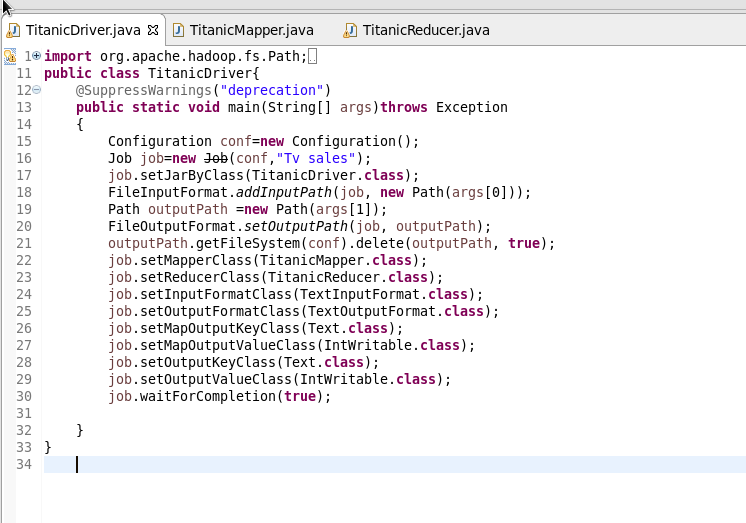 TitanicDriver.java TitanicMapper.java TitanicReducer.java
1 import org.apache.hadoop.fs.Path;
11 public class TitanicDriver{
12 @SuppressWarnings("deprecation")
13 public static void main(String[] args)throws Exception
14 {
15 Configuration conf=new Configuration();
16 Job job=new Job(conf,"Tv sales");
17 job.setJarByClass(TitanicDriver.class);
18 FileInputFormat.addInputPath(job, new Path(args[0]));
19 Path outputPath =new Path(args[1]);
20 FileOutputFormat.setOutputPath(job, outputPath);
21 outputPath.getFileSystem(conf).delete(outputPath, true);
22 job.setMapperClass(TitanicMapper.class);
23 job.setReducerClass(TitanicReducer.class);
24 job.setInputFormatClass(TextInputFormat.class);
25 job.setOutputFormatClass(TextOutputFormat.class);
26 job.setMapOutputKeyClass(Text.class);
27 job.setMapOutputValueClass(IntWritable.class);
28 job.setOutputKeyClass(Text.class);
29 job.setOutputValueClass(IntWritable.class);
30 job.waitForCompletion(true);
31
32 }
33 }
34